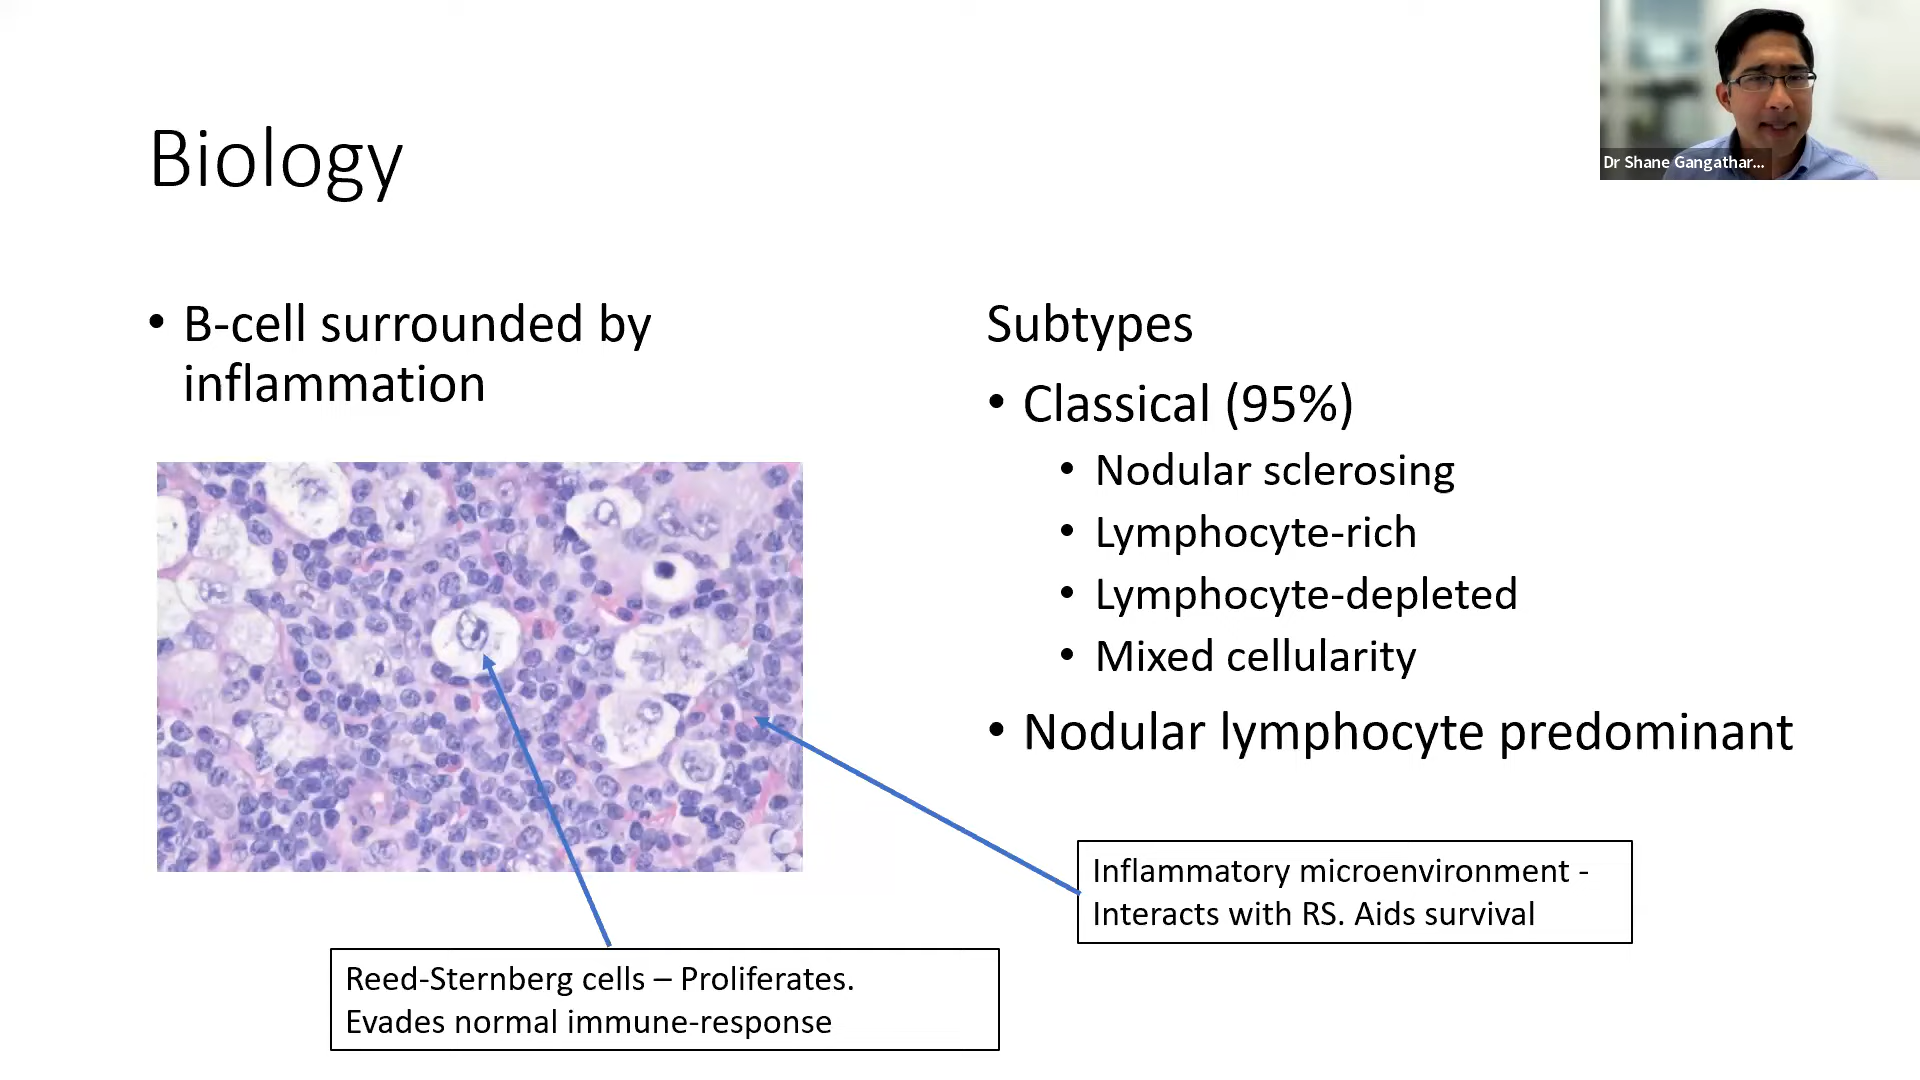 Dr Shane Gangathar...
Biology
• B-cell surrounded by
inflammation
Subtypes
• Classical (95%)
• Nodular sclerosing
• Lymphocyte-rich
• Lymphocyte-depleted
• Mixed cellularity
• Nodular lymphocyte predominant
Inflammatory microenvironment -
Interacts with RS. Aids survival
Reed-Sternberg cells – Proliferates.
Evades normal immune-response